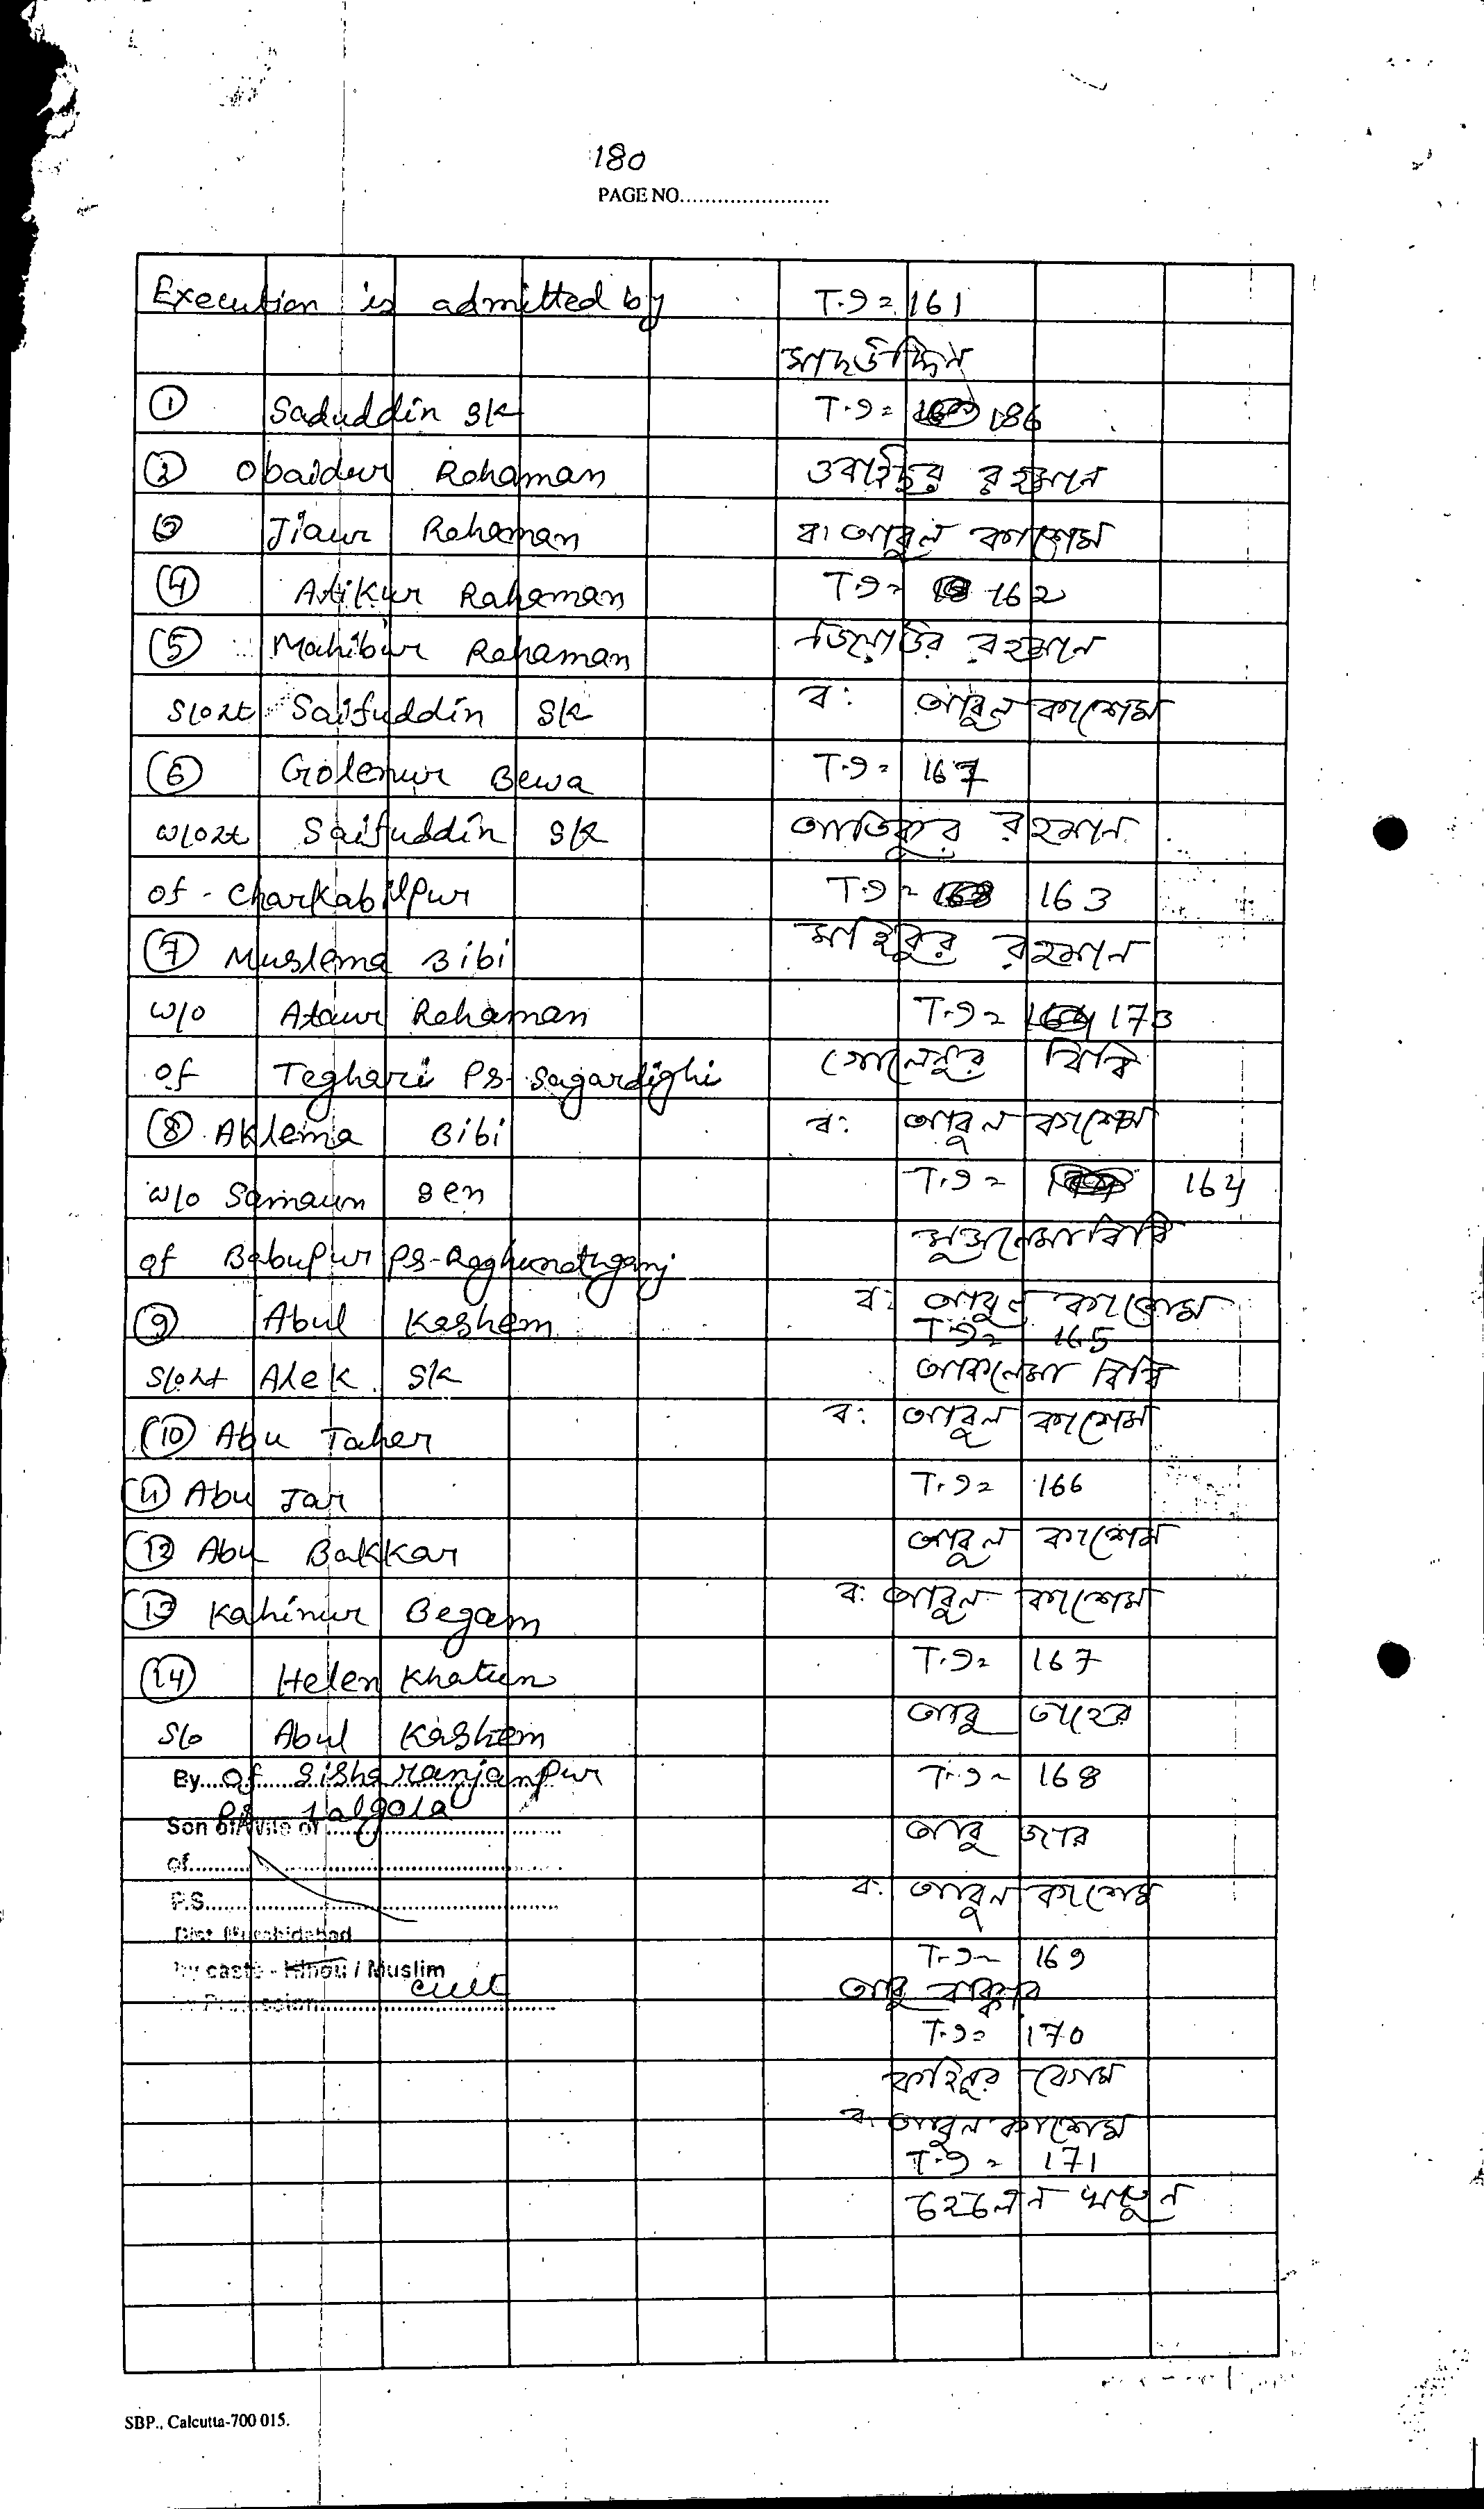 180
PAGE NO.........................
Execution is admitted by
① Saduddin Sk
② Obaidur Rahaman
③ Jiaur Rahaman
④ Atikur Rahaman
⑤ Mahibur Rahaman
S/o Lt Saifuddin Sk
⑥ Golenur Bewa
W/o Lt Saifuddin Sk
of - Charkabilpur
⑦ Muslema Bibi
W/o Ataur Rahaman
of Teghari PS- Sagardighi
⑧ Aklema Bibi
W/o Samaun Sen
of Babupur PS-Raghunathganj
⑨ Abul Kashem
S/o Lt Alek Sk
⑩ Abu Taher
⑪ Abu Jar
⑫ Abu Bakkar
⑬ Kahinur Begam
⑭ Helen Khatun
S/o Abul Kashem
By....of Sisharanjanpur
PS Lalgola
Son of/Wife of
of
P.S.
Dist. Murshidabad
by caste - Hindu / Muslim
by Profession cult
T.9 = 161
সাদউদ্দিন
T.9 = 186
ওবাইদুর রহমান
ব: আবুল কাশেম
T.9 = 162
জিয়াউর রহমান
ব: আবুল কাশেম
T.9 = 167
আতিকুর রহমান
T.9 = 163
মাহিবুর রহমান
T.9 = 173
গোলেনুর বিবি
ব: আবুল কাশেম
T.9 = 164
মুসলেমা বিবি
ব: আবুল কাশেম
T.9 = 165
আকলেমা বিবি
ব: আবুল কাশেম
T.9 = 166
আবুল কাশেম
ব: আবুল কাশেম
T.9 = 167
আবু তাহের
T.9 = 168
আবু জার
ব: আবুল কাশেম
T.9 = 169
আবু বাক্কার
T.9 = 170
কাহিনুর বেগম
ব: আবুল কাশেম
T.9 = 171
হেলেন খাতুন
SBP., Calcutta-700 015.